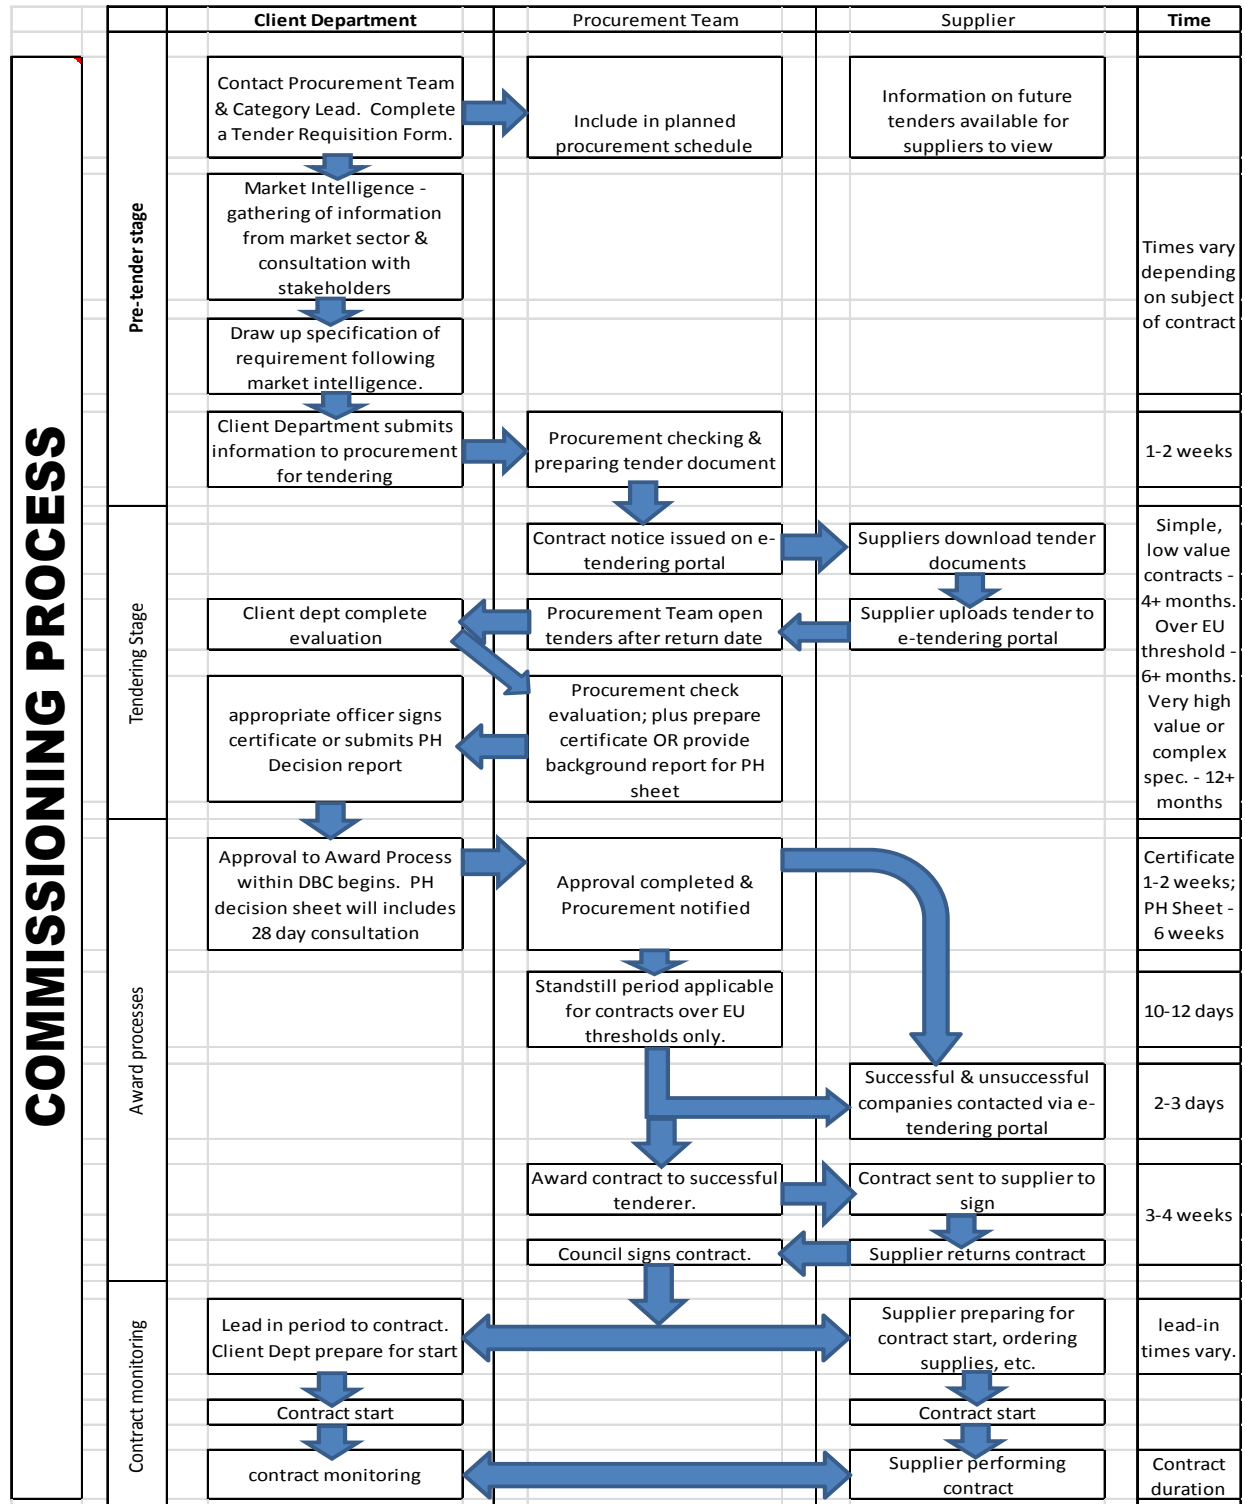 Client Department
Procurement Team
Supplier
Time
COMMISSIONING PROCESS
Pre-tender stage
Contact Procurement Team
& Category Lead.  Complete
a Tender Requisition Form.
Include in planned
procurement schedule
Information on future
tenders available for
suppliers to view
Market Intelligence -
gathering of information
from market sector &
consultation with
stakeholders
Times vary
depending
on subject
of contract
Draw up specification of
requirement following
market intelligence.
Client Department submits
information to procurement
for tendering
Procurement checking &
preparing tender document
1-2 weeks
Tendering Stage
Contract notice issued on e-
tendering portal
Suppliers download tender
documents
Simple,
low value
contracts -
4+ months.
Over EU
threshold -
6+ months.
Very high
value or
complex
spec. - 12+
months
Client dept complete
evaluation
Procurement Team open
tenders after return date
Supplier uploads tender to
e-tendering portal
appropriate officer signs
certificate or submits PH
Decision report
Procurement check
evaluation; plus prepare
certificate OR provide
background report for PH
sheet
Award processes
Approval to Award Process
within DBC begins.  PH
decision sheet will includes
28 day consultation
Approval completed &
Procurement notified
Certificate
1-2 weeks;
PH Sheet -
6 weeks
Standstill period applicable
for contracts over EU
thresholds only.
10-12 days
Successful & unsuccessful
companies contacted via e-
tendering portal
2-3 days
Award contract to successful
tenderer.
Contract sent to supplier to
sign
3-4 weeks
Council signs contract.
Supplier returns contract
Contract monitoring
Lead in period to contract.
Client Dept prepare for start
Supplier preparing for
contract start, ordering
supplies, etc.
lead-in
times vary.
Contract start
Contract start
contract monitoring
Supplier performing
contract
Contract
duration